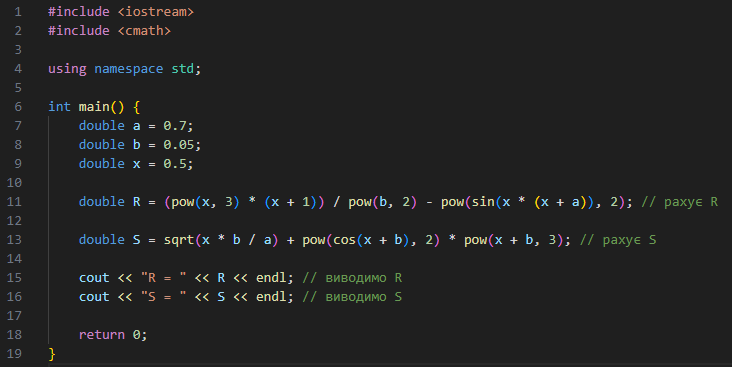 1 #include <iostream>
2 #include <cmath>
3
4 using namespace std;
5
6 int main() {
7     double a = 0.7;
8     double b = 0.05;
9     double x = 0.5;
10
11     double R = (pow(x, 3) * (x + 1)) / pow(b, 2) - pow(sin(x * (x + a)), 2); // рахує R
12
13     double S = sqrt(x * b / a) + pow(cos(x + b), 2) * pow(x + b, 3); // рахує S
14
15     cout << "R = " << R << endl; // виводимо R
16     cout << "S = " << S << endl; // виводимо S
17
18     return 0;
19 }